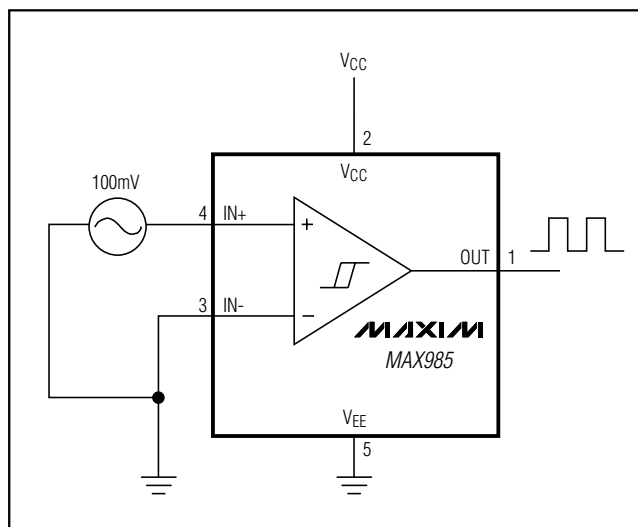 VCC
2
VCC
100mV
4 IN+
+
OUT 1
3 IN-
−
MAXIM
MAX985
VEE
5